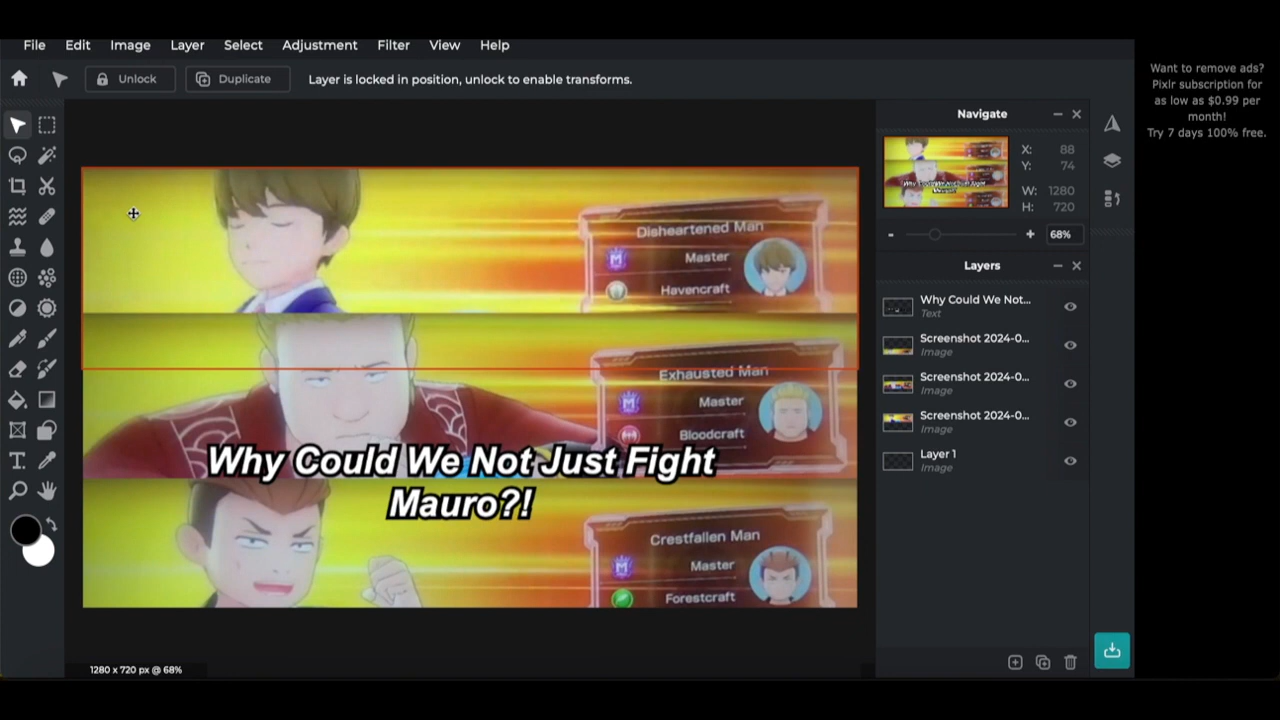 File Edit Image Layer Select Adjustment Filter View Help
Unlock Duplicate Layer is locked in position, unlock to enable transforms.
Want to remove ads?
Pixlr subscription for
as low as $0.99 per
month!
Try 7 days 100% free.
Navigate
X: 88
Y: 74
W: 1280
H: 720
- + 68%
Layers
Why Could We Not...
Text
Screenshot 2024-0...
Image
Screenshot 2024-0...
Image
Screenshot 2024-0...
Image
Layer 1
Image
Disheartened Man
Master
Havencraft
Exhausted Man
Master
Bloodcraft
Why Could We Not Just Fight
Mauro?!
Crestfallen Man
Master
Forestcraft
1280 x 720 px @ 68%